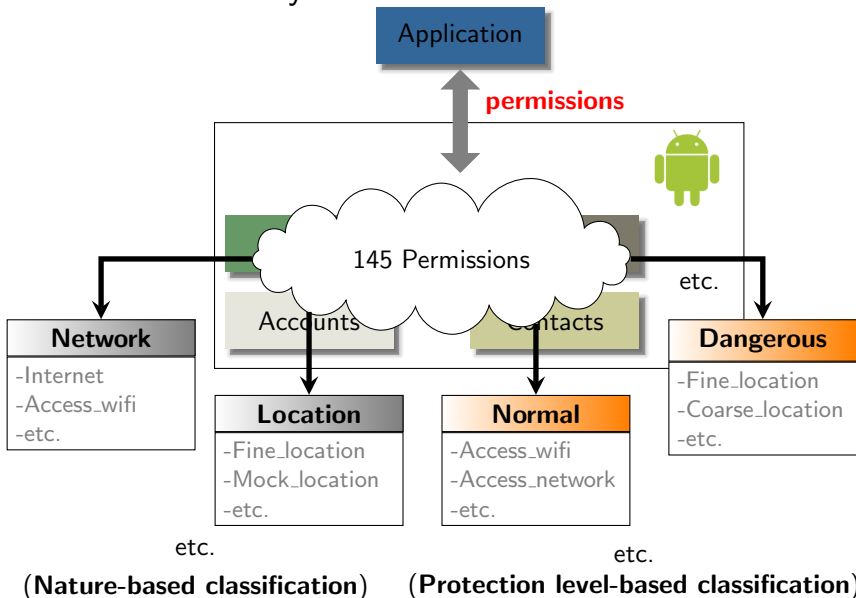 Application
permissions
145 Permissions
etc.
Accounts
Contacts
Network
-Internet
-Access_wifi
-etc.
Location
-Fine_location
-Mock_location
-etc.
Normal
-Access_wifi
-Access_network
-etc.
Dangerous
-Fine_location
-Coarse_location
-etc.
etc.
etc.
(Nature-based classification)
(Protection level-based classification)